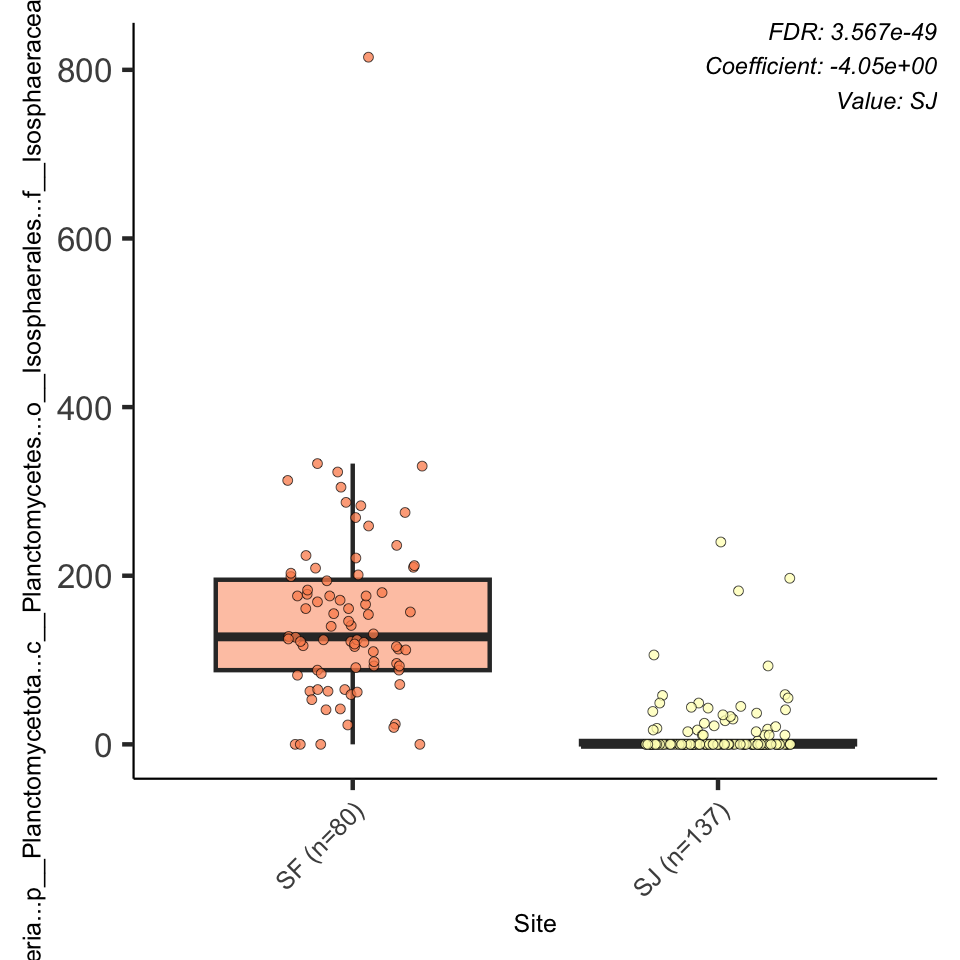 FDR: 3.567e-49
Coefficient: -4.05e+00
Value: SJ
eria...p__Planctomycetota...c__Planctomycetes...o__Isosphaerales...f__Isosphaeracea
800
600
400
200
0
SF (n=80)
SJ (n=137)
Site